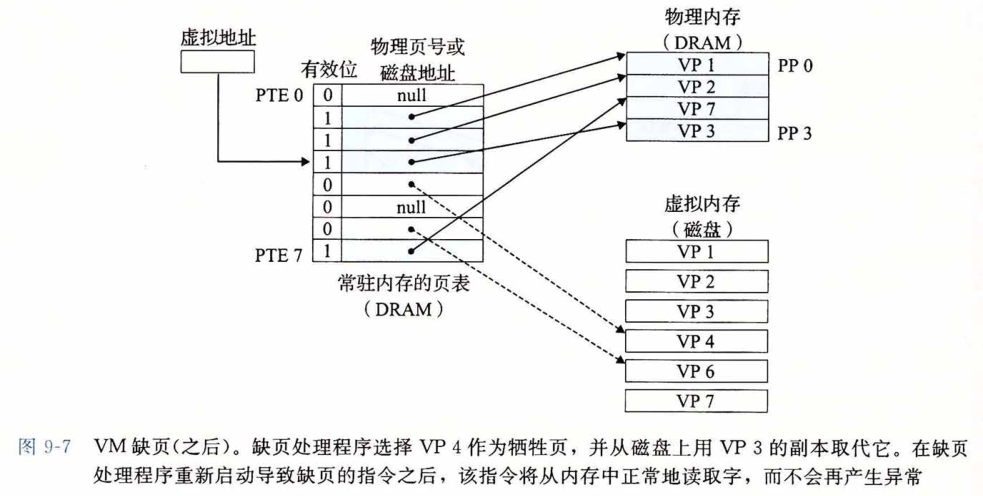 虚拟地址
物理页号或
磁盘地址
有效位
PTE 0
0
null
1
1
1
0
0
null
0
PTE 7
1
常驻内存的页表
(DRAM)
物理内存
(DRAM)
VP 1
PP 0
VP 2
VP 7
VP 3
PP 3
虚拟内存
(磁盘)
VP 1
VP 2
VP 3
VP 4
VP 6
VP 7
图 9-7 VM 缺页(之后)。缺页处理程序选择 VP 4 作为牺牲页,并从磁盘上用 VP 3 的副本取代它。在缺页
处理程序重新启动导致缺页的指令之后,该指令将从内存中正常地读取字,而不会再产生异常